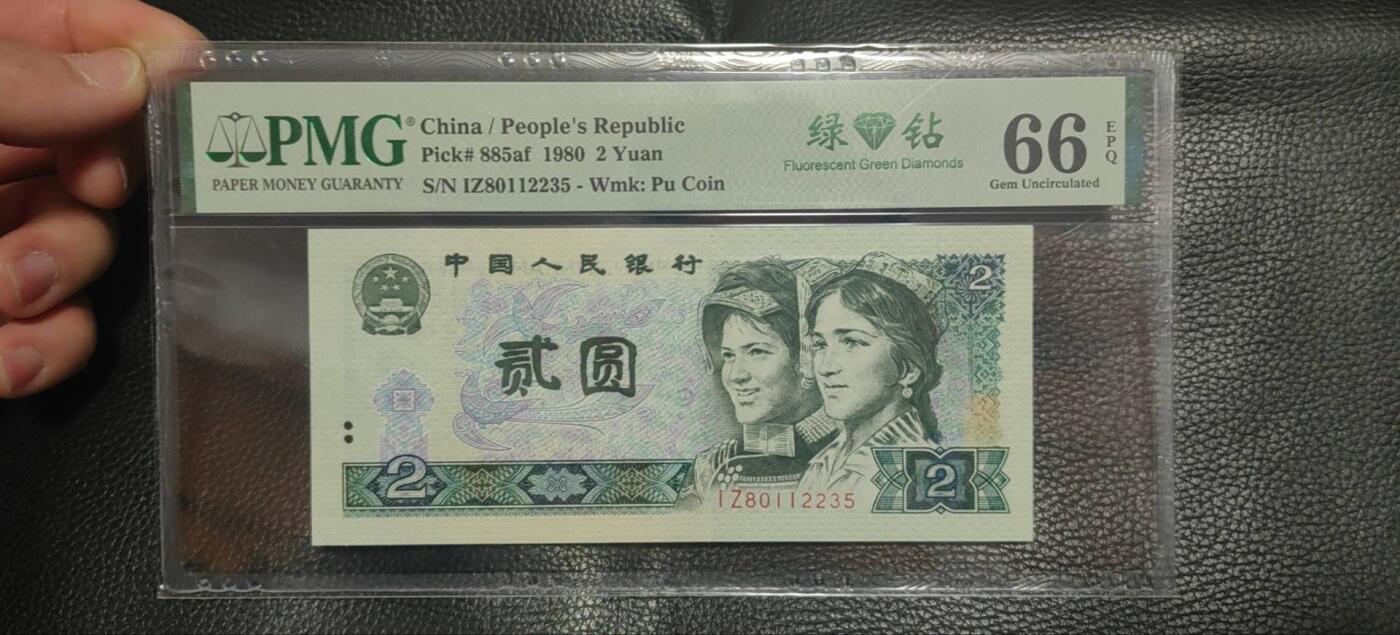 PMG®
PAPER MONEY GUARANTY
China / People's Republic
Pick# 885af 1980 2 Yuan
S/N IZ80112235 - Wmk: Pu Coin
绿钻
Fluorescent Green Diamonds
66
EPQ
Gem Uncirculated
中国人民银行
2
贰圆
2
2
IZ80112235